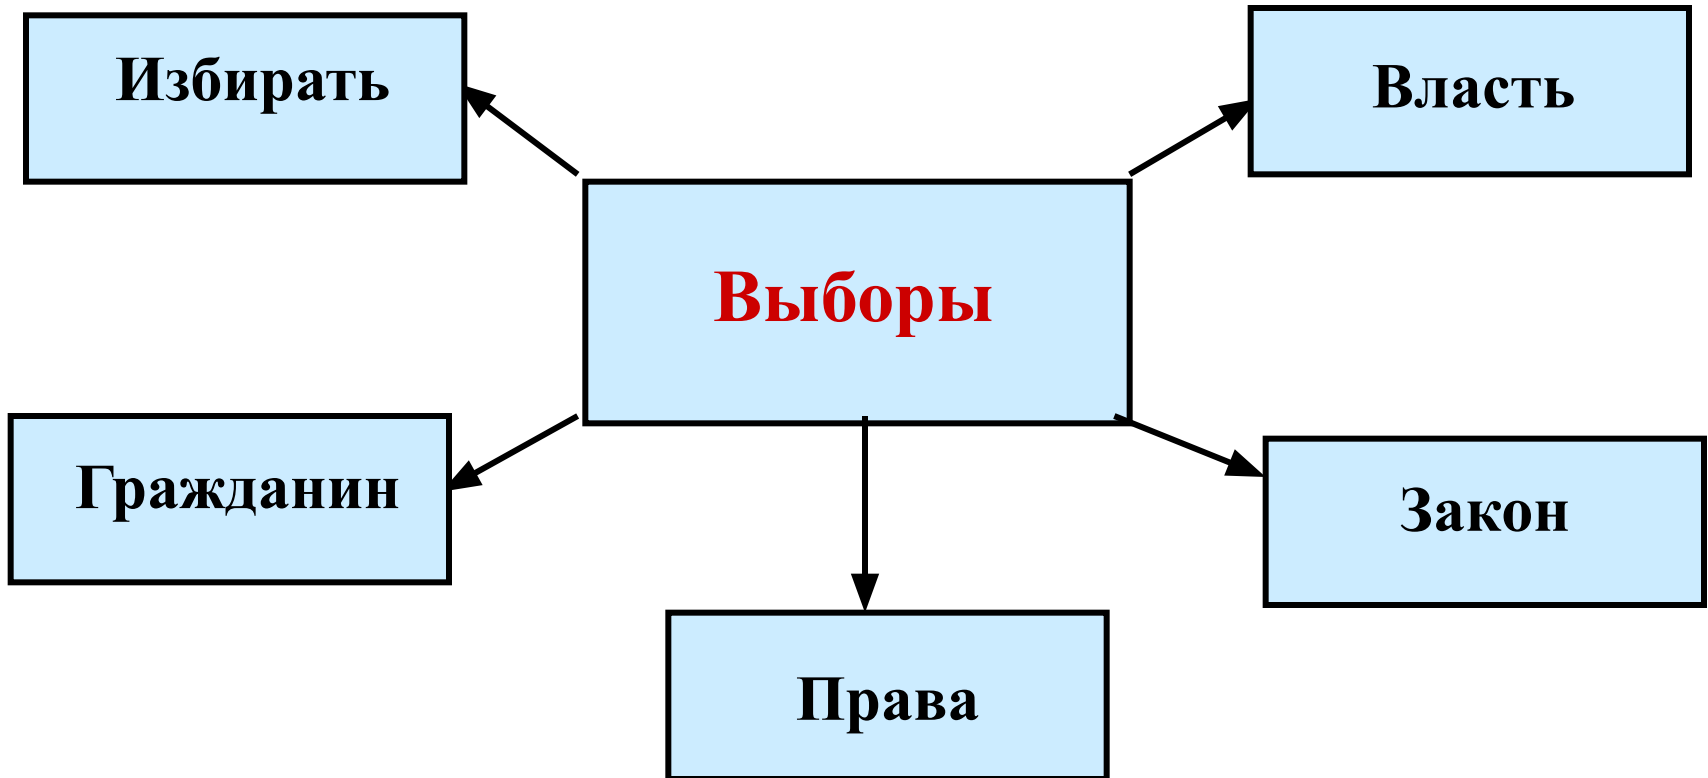 Избирать
Власть
Выборы
Гражданин
Закон
Права